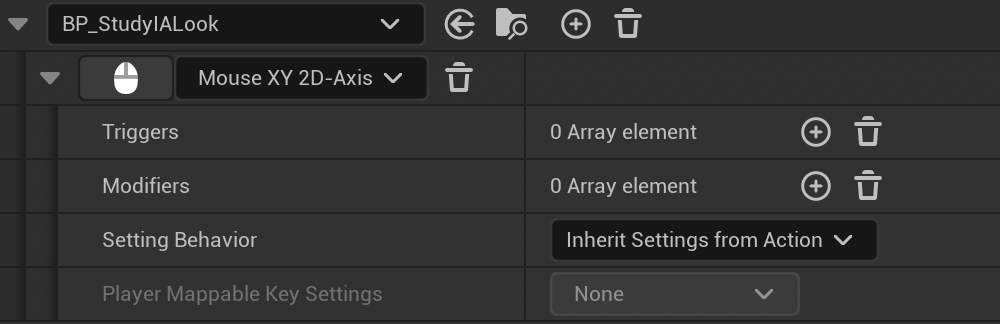 BP_StudyIALook
Mouse XY 2D-Axis
Triggers 0 Array element
Modifiers 0 Array element
Setting Behavior Inherit Settings from Action
Player Mappable Key Settings None